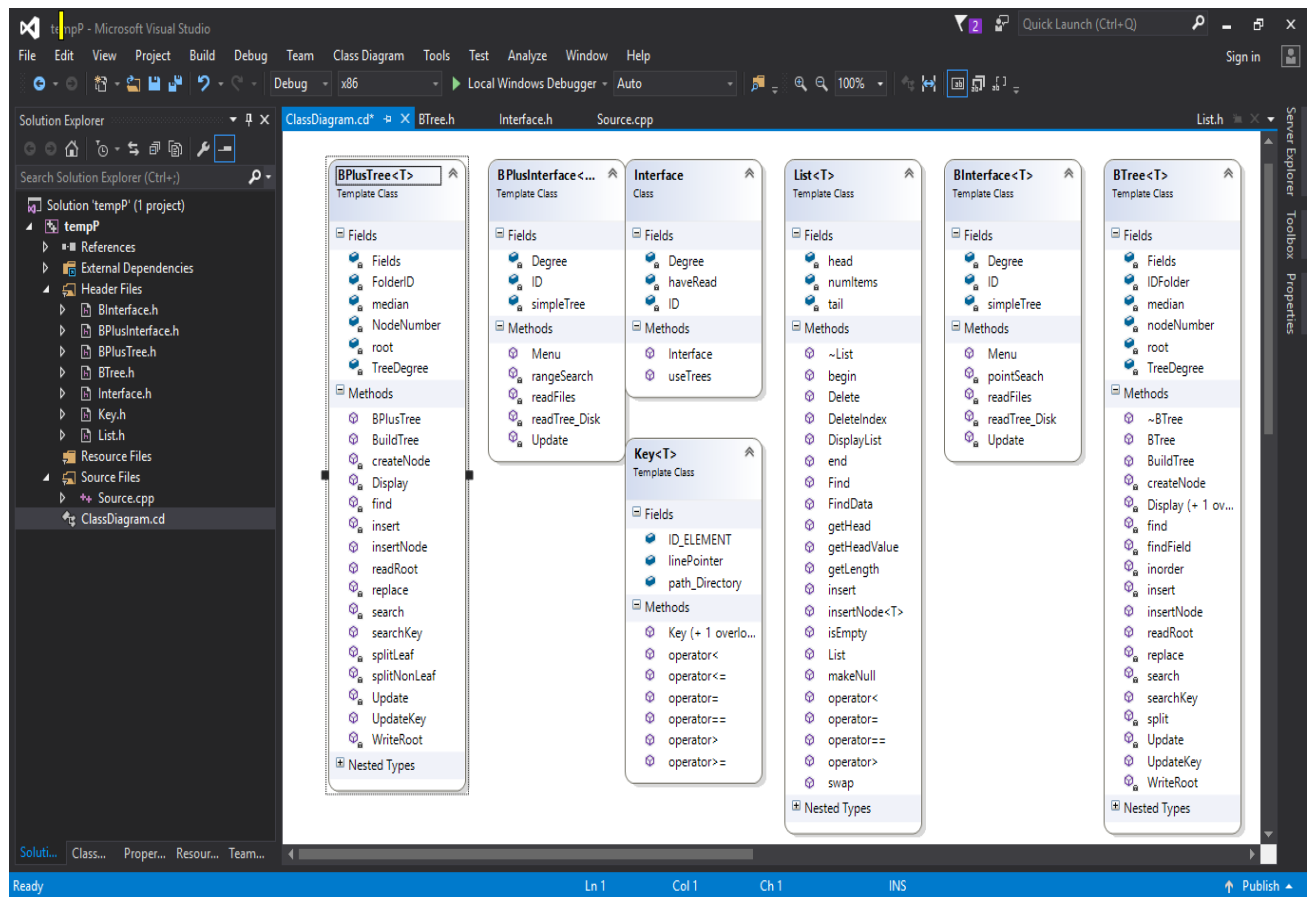 tempP - Microsoft Visual Studio
2
Quick Launch (Ctrl+Q)
File Edit View Project Build Debug Team Class Diagram Tools Test Analyze Window Help
Sign in
Debug x86 Local Windows Debugger Auto 100%
Solution Explorer
Search Solution Explorer (Ctrl+;)
Solution 'tempP' (1 project)
tempP
References
External Dependencies
Header Files
BInterface.h
BPlusInterface.h
BPlusTree.h
BTree.h
Interface.h
Key.h
List.h
Resource Files
Source Files
Source.cpp
ClassDiagram.cd
Soluti... Class... Proper... Resour... Team...
ClassDiagram.cd* BTree.h Interface.h Source.cpp List.h
BPlusTree<T>
Template Class
Fields
Fields
FolderID
median
NodeNumber
root
TreeDegree
Methods
BPlusTree
BuildTree
createNode
Display
find
insert
insertNode
readRoot
replace
search
searchKey
splitLeaf
splitNonLeaf
Update
UpdateKey
WriteRoot
Nested Types
BPlusInterface<...
Template Class
Fields
Degree
ID
simpleTree
Methods
Menu
rangeSearch
readFiles
readTree_Disk
Update
Interface
Class
Fields
Degree
haveRead
ID
Methods
Interface
useTrees
Key<T>
Template Class
Fields
ID_ELEMENT
linePointer
path_Directory
Methods
Key (+ 1 overlo...
operator<
operator<=
operator=
operator==
operator>
operator>=
List<T>
Template Class
Fields
head
numItems
tail
Methods
~List
begin
Delete
DeleteIndex
DisplayList
end
Find
FindData
getHead
getHeadValue
getLength
insert
insertNode<T>
isEmpty
List
makeNull
operator<
operator=
operator==
operator>
swap
Nested Types
BInterface<T>
Template Class
Fields
Degree
ID
simpleTree
Methods
Menu
pointSeach
readFiles
readTree_Disk
Update
BTree<T>
Template Class
Fields
Fields
IDFolder
median
nodeNumber
root
TreeDegree
Methods
~BTree
BTree
BuildTree
createNode
Display (+ 1 ov...
find
findField
inorder
insert
insertNode
readRoot
replace
search
searchKey
split
Update
UpdateKey
WriteRoot
Nested Types
Server Explorer
Toolbox
Properties
Ready Ln 1 Col 1 Ch 1 INS Publish